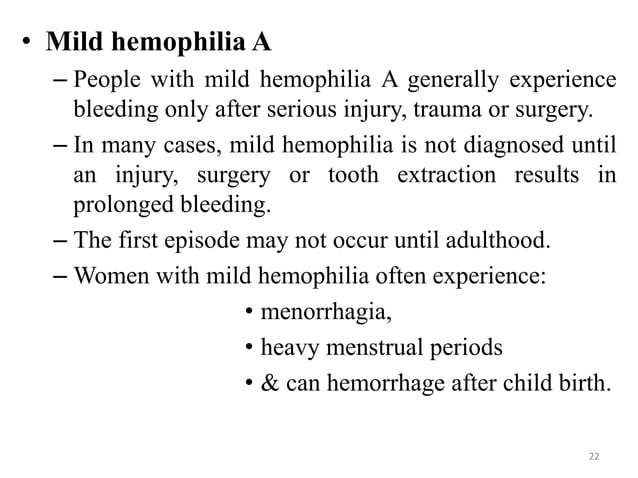 • Mild hemophilia A
– People with mild hemophilia A generally experience
bleeding only after serious injury, trauma or surgery.
– In many cases, mild hemophilia is not diagnosed until
an injury, surgery or tooth extraction results in
prolonged bleeding.
– The first episode may not occur until adulthood.
– Women with mild hemophilia often experience:
• menorrhagia,
• heavy menstrual periods
• & can hemorrhage after child birth.
22